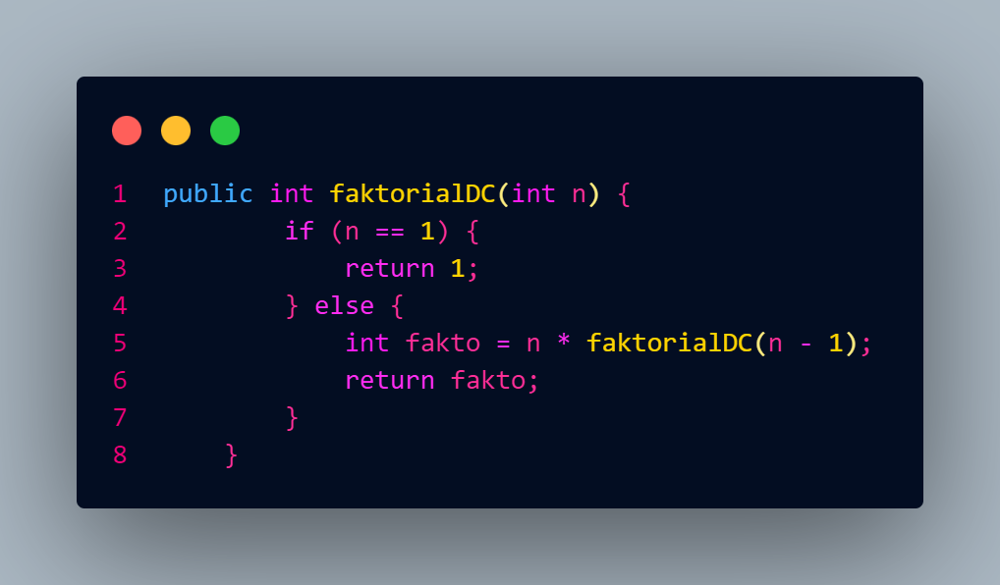 1 public int faktorialDC(int n) {
2 if (n == 1) {
3 return 1;
4 } else {
5 int fakto = n * faktorialDC(n - 1);
6 return fakto;
7 }
8 }